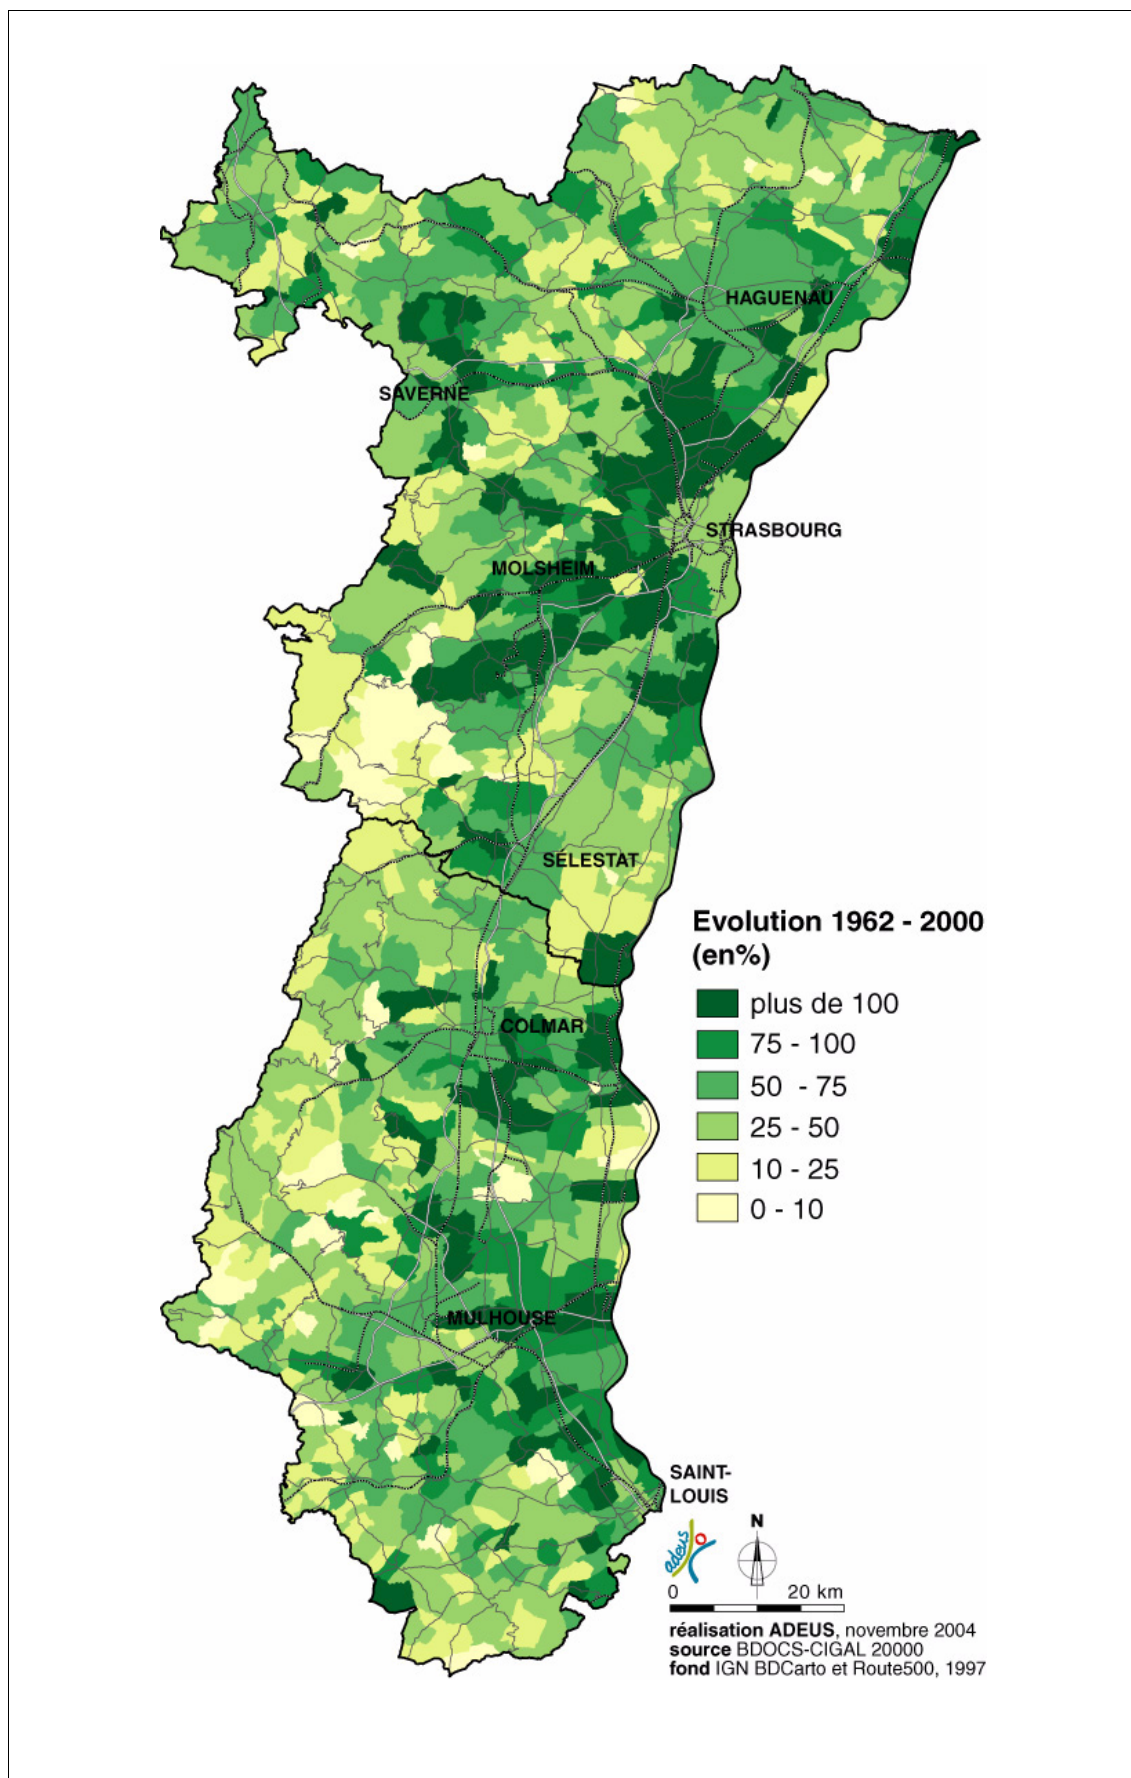 HAGUENAU
SAVERNE
STRASBOURG
MOLSHEIM
SÉLESTAT
Evolution 1962 - 2000
(en%)
plus de 100
75 - 100
50 - 75
25 - 50
10 - 25
0 - 10
COLMAR
MULHOUSE
SAINT-
LOUIS
adeus
N
0 20 km
réalisation ADEUS, novembre 2004
source BDOCS-CIGAL 20000
fond IGN BDCarto et Route500, 1997